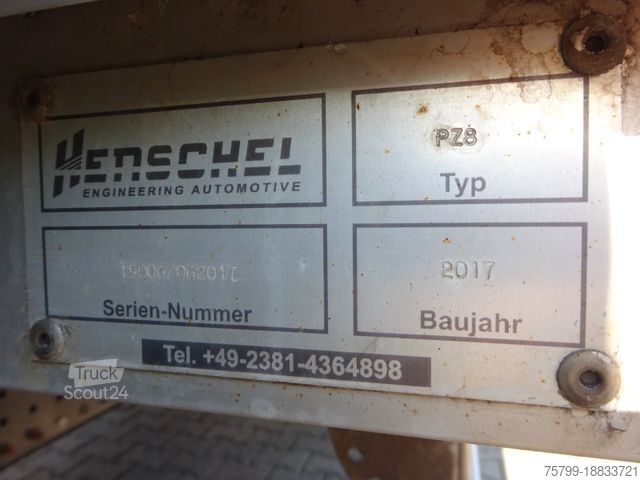 HENSCHEL
ENGINEERING AUTOMOTIVE
PZ8
Typ
19006/062017
Serien-Nummer
2017
Baujahr
Tel. +49-2381-4364898
Truck
Scout24
75799-18833721